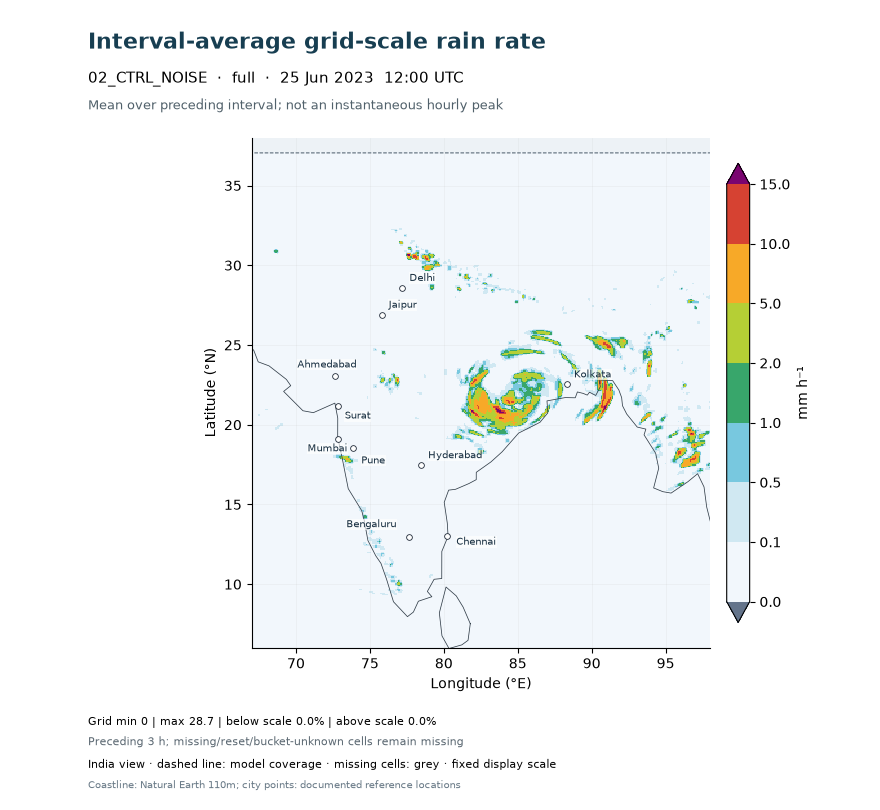 Interval-average grid-scale rain rate
02_CTRL_NOISE · full · 25 Jun 2023 12:00 UTC
Mean over preceding interval; not an instantaneous hourly peak
35
30
25
20
15
10
Latitude (°N)
70
75
80
85
90
95
Longitude (°E)
Delhi
Jaipur
Ahmedabad
Kolkata
Surat
Mumbai
Pune
Hyderabad
Bengaluru
Chennai
15.0
10.0
5.0
2.0
1.0
0.5
0.1
0.0
mm h⁻¹
Grid min 0 | max 28.7 | below scale 0.0% | above scale 0.0%
Preceding 3 h; missing/reset/bucket-unknown cells remain missing
India view · dashed line: model coverage · missing cells: grey · fixed display scale
Coastline: Natural Earth 110m; city points: documented reference locations